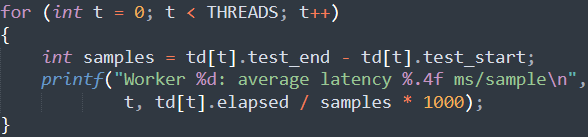 for (int t = 0; t < THREADS; t++)
{
    int samples = td[t].test_end - td[t].test_start;
    printf("Worker %d: average latency %.4f ms/sample\n",
            t, td[t].elapsed / samples * 1000);
}